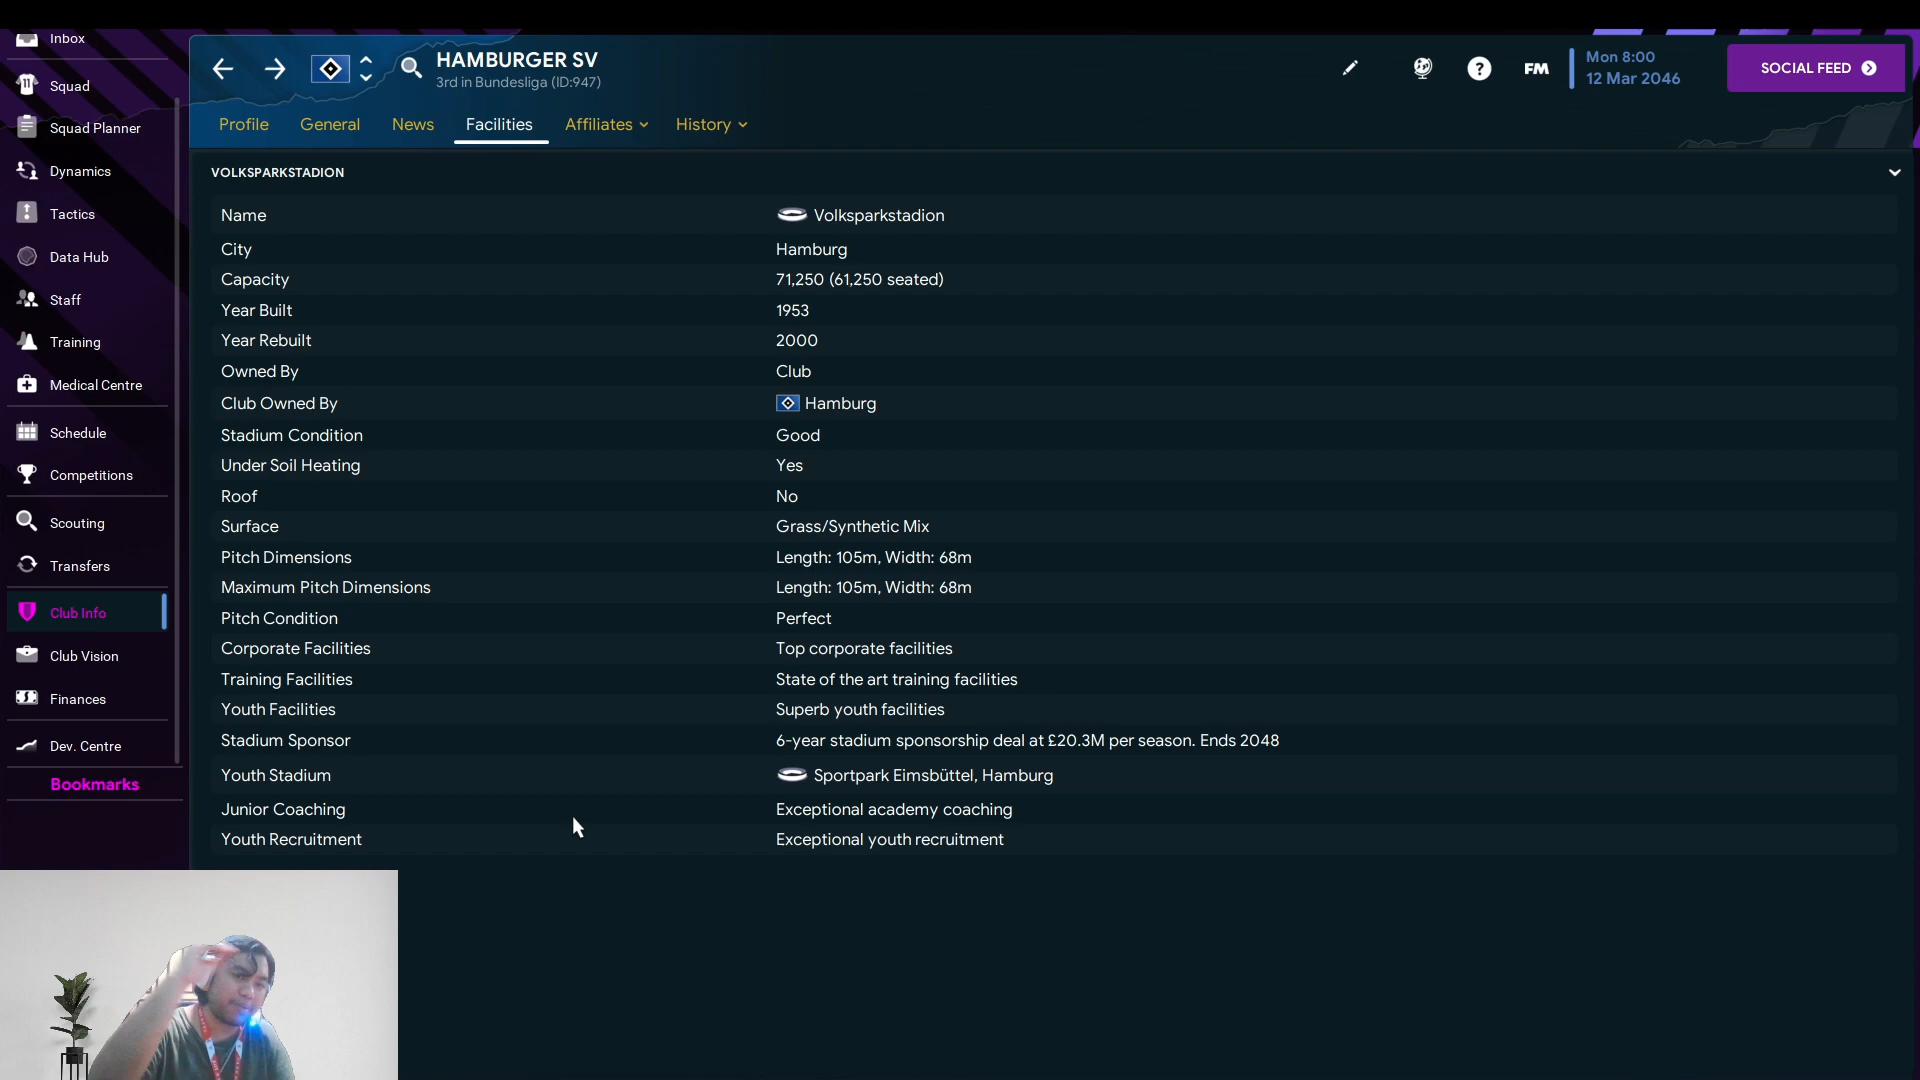 Inbox
Squad
Squad Planner
Dynamics
Tactics
Data Hub
Staff
Training
Medical Centre
Schedule
Competitions
Scouting
Transfers
Club Info
Club Vision
Finances
Dev. Centre
Bookmarks
HAMBURGER SV
3rd in Bundesliga (ID:947)
FM
Mon 8:00
12 Mar 2046
SOCIAL FEED
Profile General News Facilities Affiliates History
VOLKSPARKSTADION
Name Volksparkstadion
City Hamburg
Capacity 71,250 (61,250 seated)
Year Built 1953
Year Rebuilt 2000
Owned By Club
Club Owned By Hamburg
Stadium Condition Good
Under Soil Heating Yes
Roof No
Surface Grass/Synthetic Mix
Pitch Dimensions Length: 105m, Width: 68m
Maximum Pitch Dimensions Length: 105m, Width: 68m
Pitch Condition Perfect
Corporate Facilities Top corporate facilities
Training Facilities State of the art training facilities
Youth Facilities Superb youth facilities
Stadium Sponsor 6-year stadium sponsorship deal at £20.3M per season. Ends 2048
Youth Stadium Sportpark Eimsbüttel, Hamburg
Junior Coaching Exceptional academy coaching
Youth Recruitment Exceptional youth recruitment